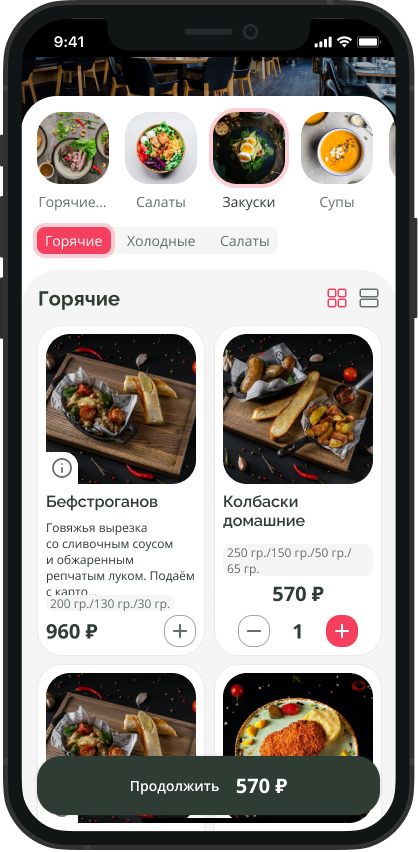 9:41
Горячие... Салаты Закуски Супы
Горячие Холодные Салаты
Горячие
Бефстроганов
Говяжья вырезка
со сливочным соусом
и обжаренным
репчатым луком. Подаём
с карто...
200 гр./130 гр./30 гр.
960 ₽
Колбаски
домашние
250 гр./150 гр./50 гр./
65 гр.
570 ₽
1
Продолжить 570 ₽